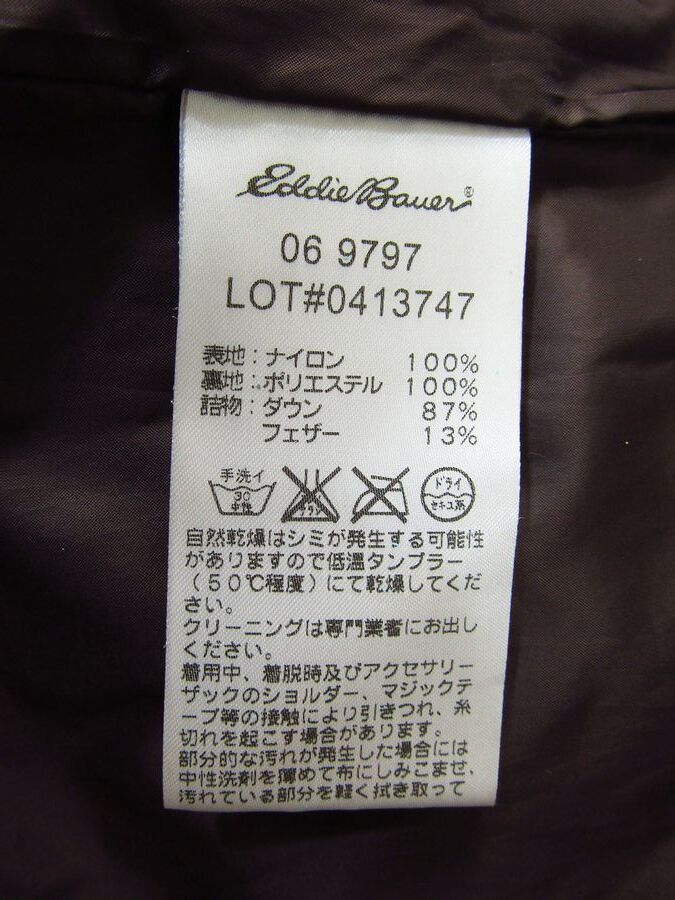 Eddie Bauer®
06 9797
LOT#0413747
表地:ナイロン 100%
裏地:ポリエステル 100%
詰物:ダウン 87%
フェザー 13%
手洗イ
30
中性
エンソ
サラシ
ドライ
セキユ系
自然乾燥はシミが発生する可能性
がありますので低温タンブラー
(50℃程度)にて乾燥してくだ
さい。
クリーニングは専門業者にお出し
ください。
着用中、着脱時及びアクセサリー
ザックのショルダー、マジックテ
ープ等の接触により引きつれ、糸
切れを起こす場合があります。
部分的な汚れが発生した場合には
中性洗剤を薄めて布にしみこませ、
汚れている部分を軽く拭き取って